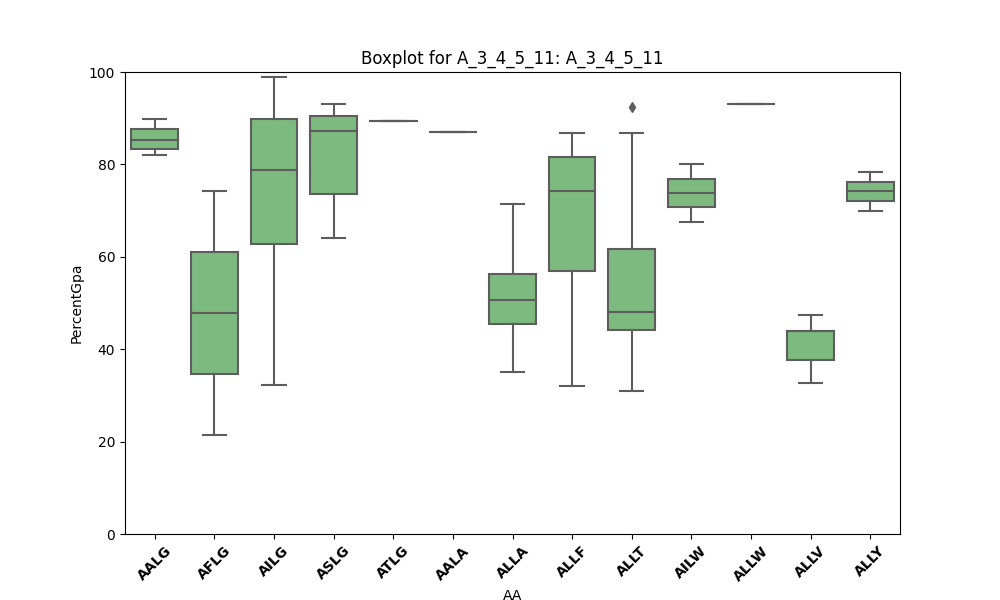 Boxplot for A_3_4_5_11: A_3_4_5_11
100
80
60
40
20
0
PercentGpa
AALG AFLG AILG ASLG ATLG AALA ALLA ALLF ALLT AILW ALLW ALLV ALLY
AA